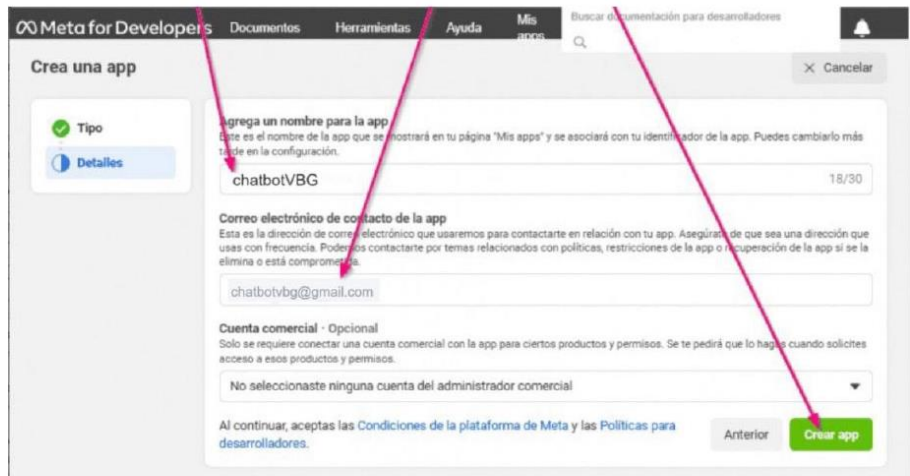 Meta for Developers Documentos Herramientas Ayuda Mis apps Buscar documentación para desarrolladores
Crea una app
Cancelar
Tipo
Detalles
Agrega un nombre para la app
Este es el nombre de la app que se mostrará en tu página "Mis apps" y se asociará con tu identificador de la app. Puedes cambiarlo más
tarde en la configuración.
chatbotVBG 18/30
Correo electrónico de contacto de la app
Esta es la dirección de correo electrónico que usaremos para contactarte en relación con tu app. Asegúrate de que sea una dirección que
usas con frecuencia. Podemos contactarte por temas relacionados con políticas, restricciones de la app o recuperación de la app si se la
elimina o está comprometida.
chatbotvbg@gmail.com
Cuenta comercial · Opcional
Solo se requiere conectar una cuenta comercial con la app para ciertos productos y permisos. Se te pedirá que lo hagas cuando solicites
acceso a esos productos y permisos.
No seleccionaste ninguna cuenta del administrador comercial
Al continuar, aceptas las Condiciones de la plataforma de Meta y las Políticas para
desarrolladores.
Anterior Crear app